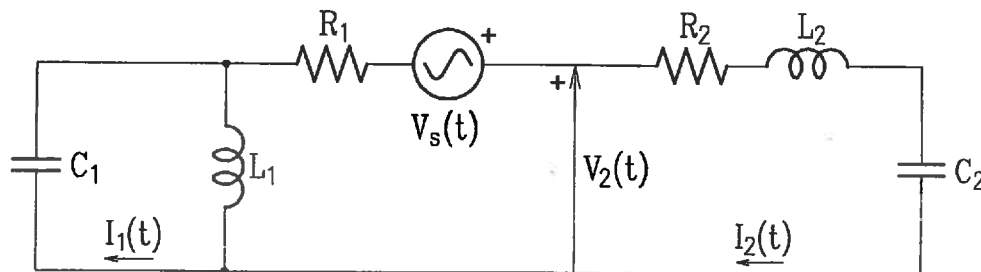 R₁
+
R₂
L₂
+
Vₛ(t)
C₁
L₁
V₂(t)
C₂
I₁(t)
I₂(t)